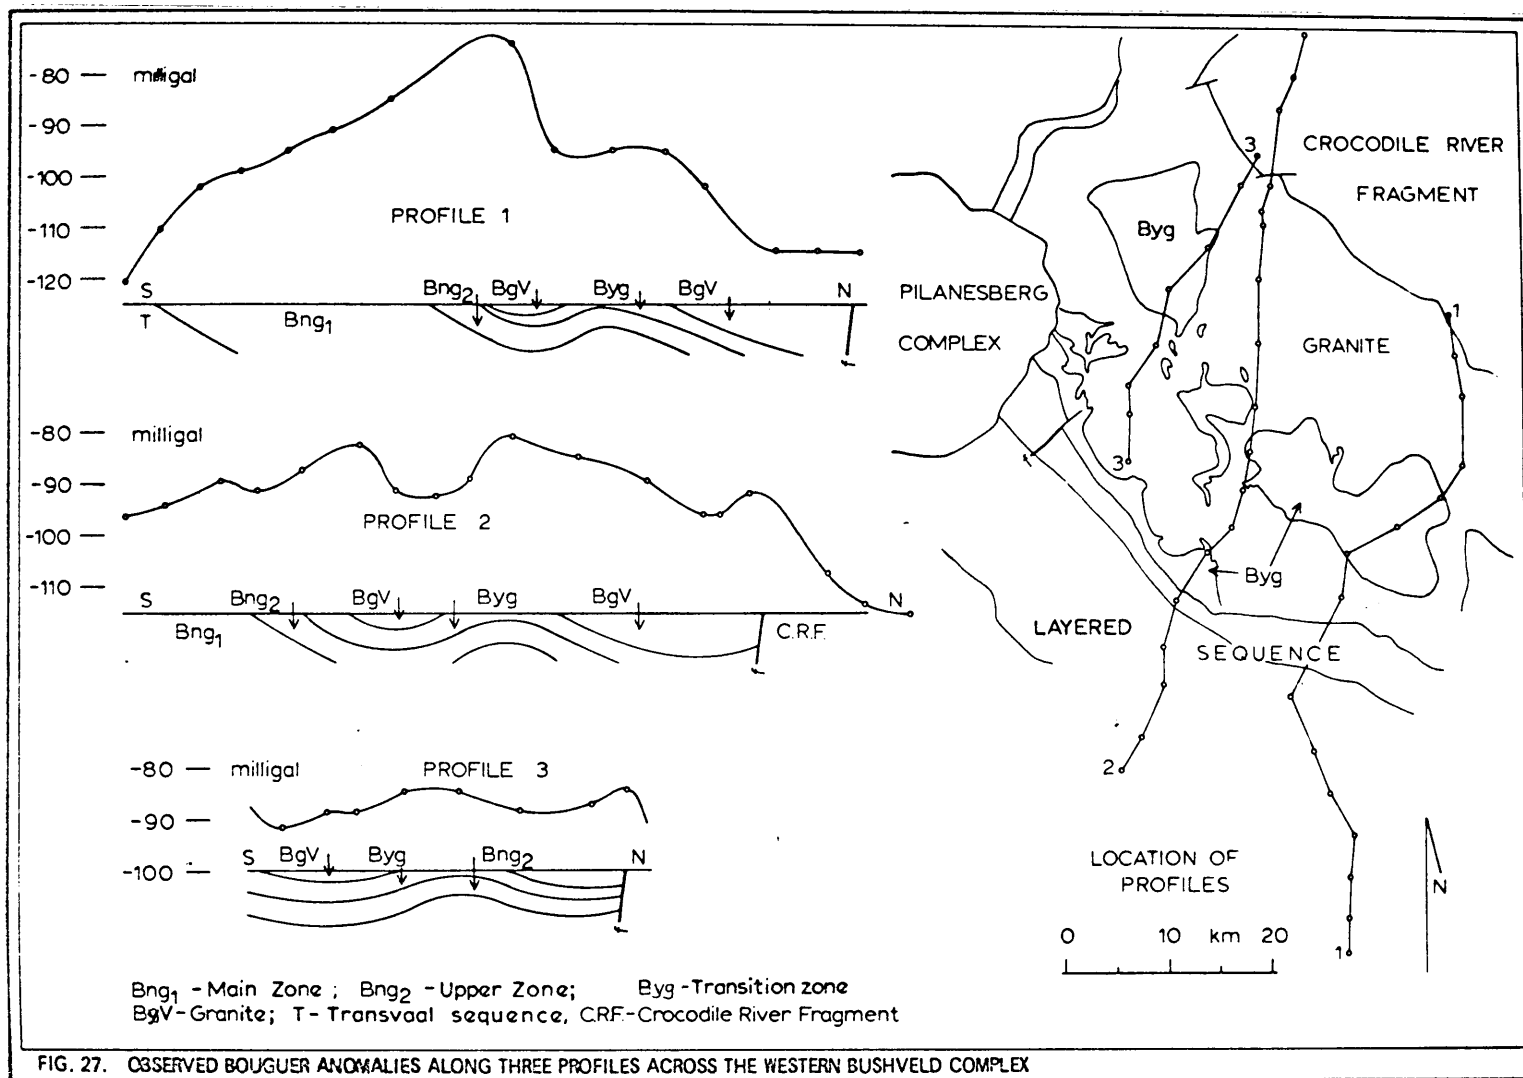 -80 — milligal
-90 —
-100 —
-110 —
-120 —
PROFILE 1
S Bng₂ BgV Byg BgV N
T Bng₁
f
-80 — milligal
-90 —
-100 —
-110 —
PROFILE 2
S Bng₂ BgV Byg BgV N
Bng₁ C.R.F.
f
-80 — milligal PROFILE 3
-90 —
-100 —
S BgV Byg Bng₂ N
f
Bng₁ - Main Zone ; Bng₂ - Upper Zone; Byg - Transition zone
BgV - Granite; T - Transvaal sequence, C.R.F. - Crocodile River Fragment
3
CROCODILE RIVER
FRAGMENT
Byg
PILANESBERG
COMPLEX
1
GRANITE
3
f
Byg
LAYERED
SEQUENCE
2
LOCATION OF
PROFILES
N
0 10 km 20
1
FIG. 27. OBSERVED BOUGUER ANOMALIES ALONG THREE PROFILES ACROSS THE WESTERN BUSHVELD COMPLEX